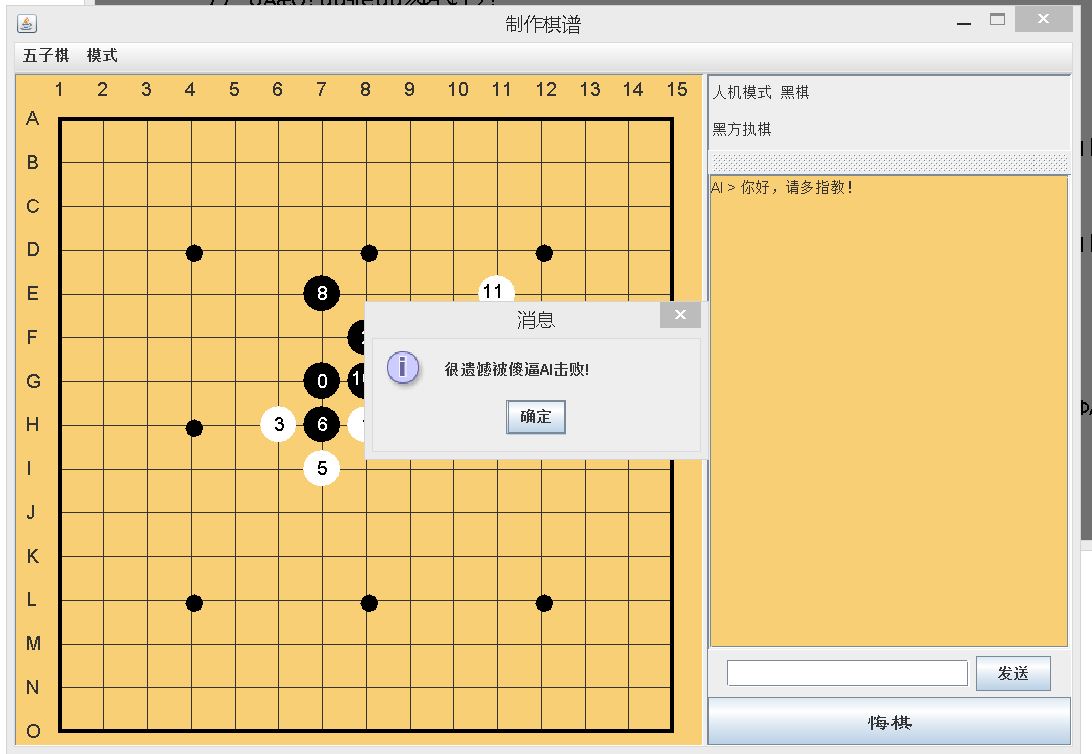 制作棋谱
五子棋 模式
1 2 3 4 5 6 7 8 9 10 11 12 13 14 15
A
B
C
D
E
F
G
H
I
J
K
L
M
N
O
8 11
0
3 6
5
人机模式 黑棋
黑方执棋
AI > 你好，请多指教！
消息
很遗憾被傻逼AI击败!
确定
发送
悔棋